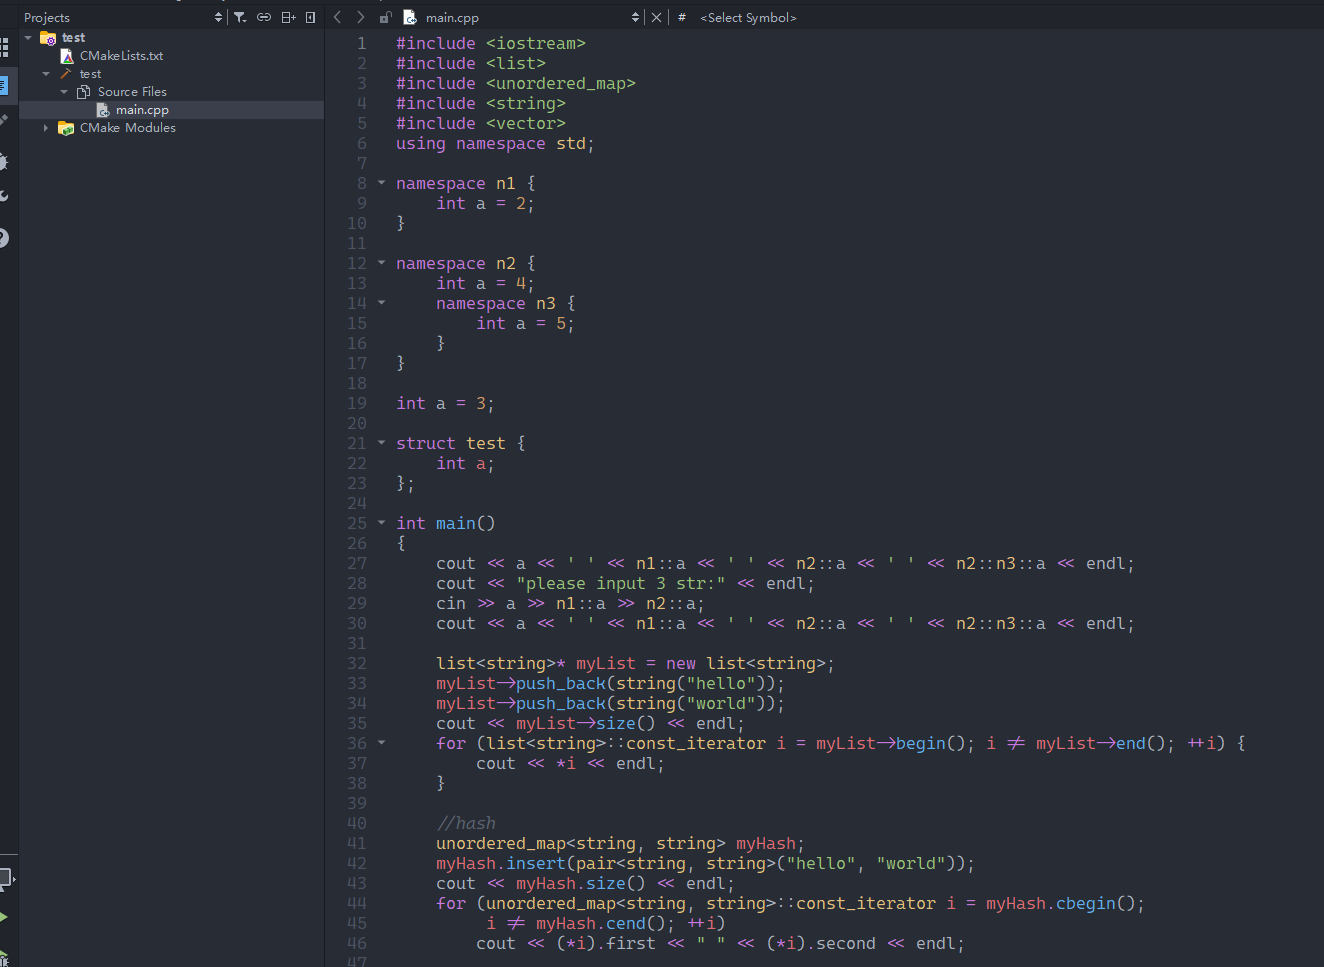 Projects
main.cpp
# <Select Symbol>
test
CMakeLists.txt
test
Source Files
main.cpp
CMake Modules
1 #include <iostream>
2 #include <list>
3 #include <unordered_map>
4 #include <string>
5 #include <vector>
6 using namespace std;
7
8 namespace n1 {
9     int a = 2;
10 }
11
12 namespace n2 {
13     int a = 4;
14     namespace n3 {
15         int a = 5;
16     }
17 }
18
19 int a = 3;
20
21 struct test {
22     int a;
23 };
24
25 int main()
26 {
27     cout << a << ' ' << n1::a << ' ' << n2::a << ' ' << n2::n3::a << endl;
28     cout << "please input 3 str:" << endl;
29     cin >> a >> n1::a >> n2::a;
30     cout << a << ' ' << n1::a << ' ' << n2::a << ' ' << n2::n3::a << endl;
31
32     list<string>* myList = new list<string>;
33     myList->push_back(string("hello"));
34     myList->push_back(string("world"));
35     cout << myList->size() << endl;
36     for (list<string>::const_iterator i = myList->begin(); i != myList->end(); ++i) {
37         cout << *i << endl;
38     }
39
40     //hash
41     unordered_map<string, string> myHash;
42     myHash.insert(pair<string, string>("hello", "world"));
43     cout << myHash.size() << endl;
44     for (unordered_map<string, string>::const_iterator i = myHash.cbegin();
45          i != myHash.cend(); ++i)
46         cout << (*i).first << " " << (*i).second << endl;
47